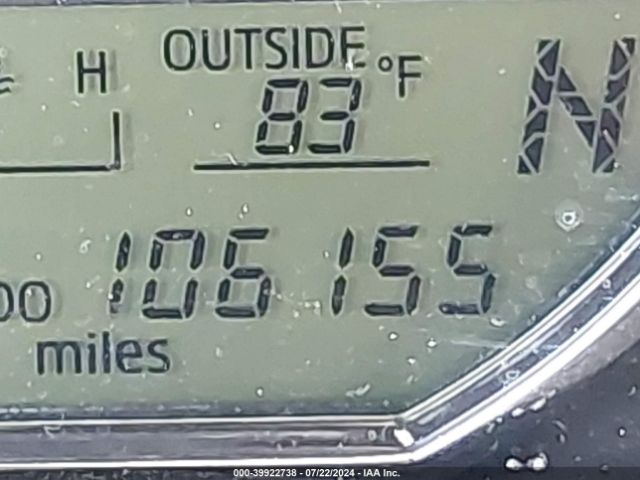 OUTSIDE
H 83 °F N
00 106155
miles
000-39922738 - 07/22/2024 - IAA Inc.